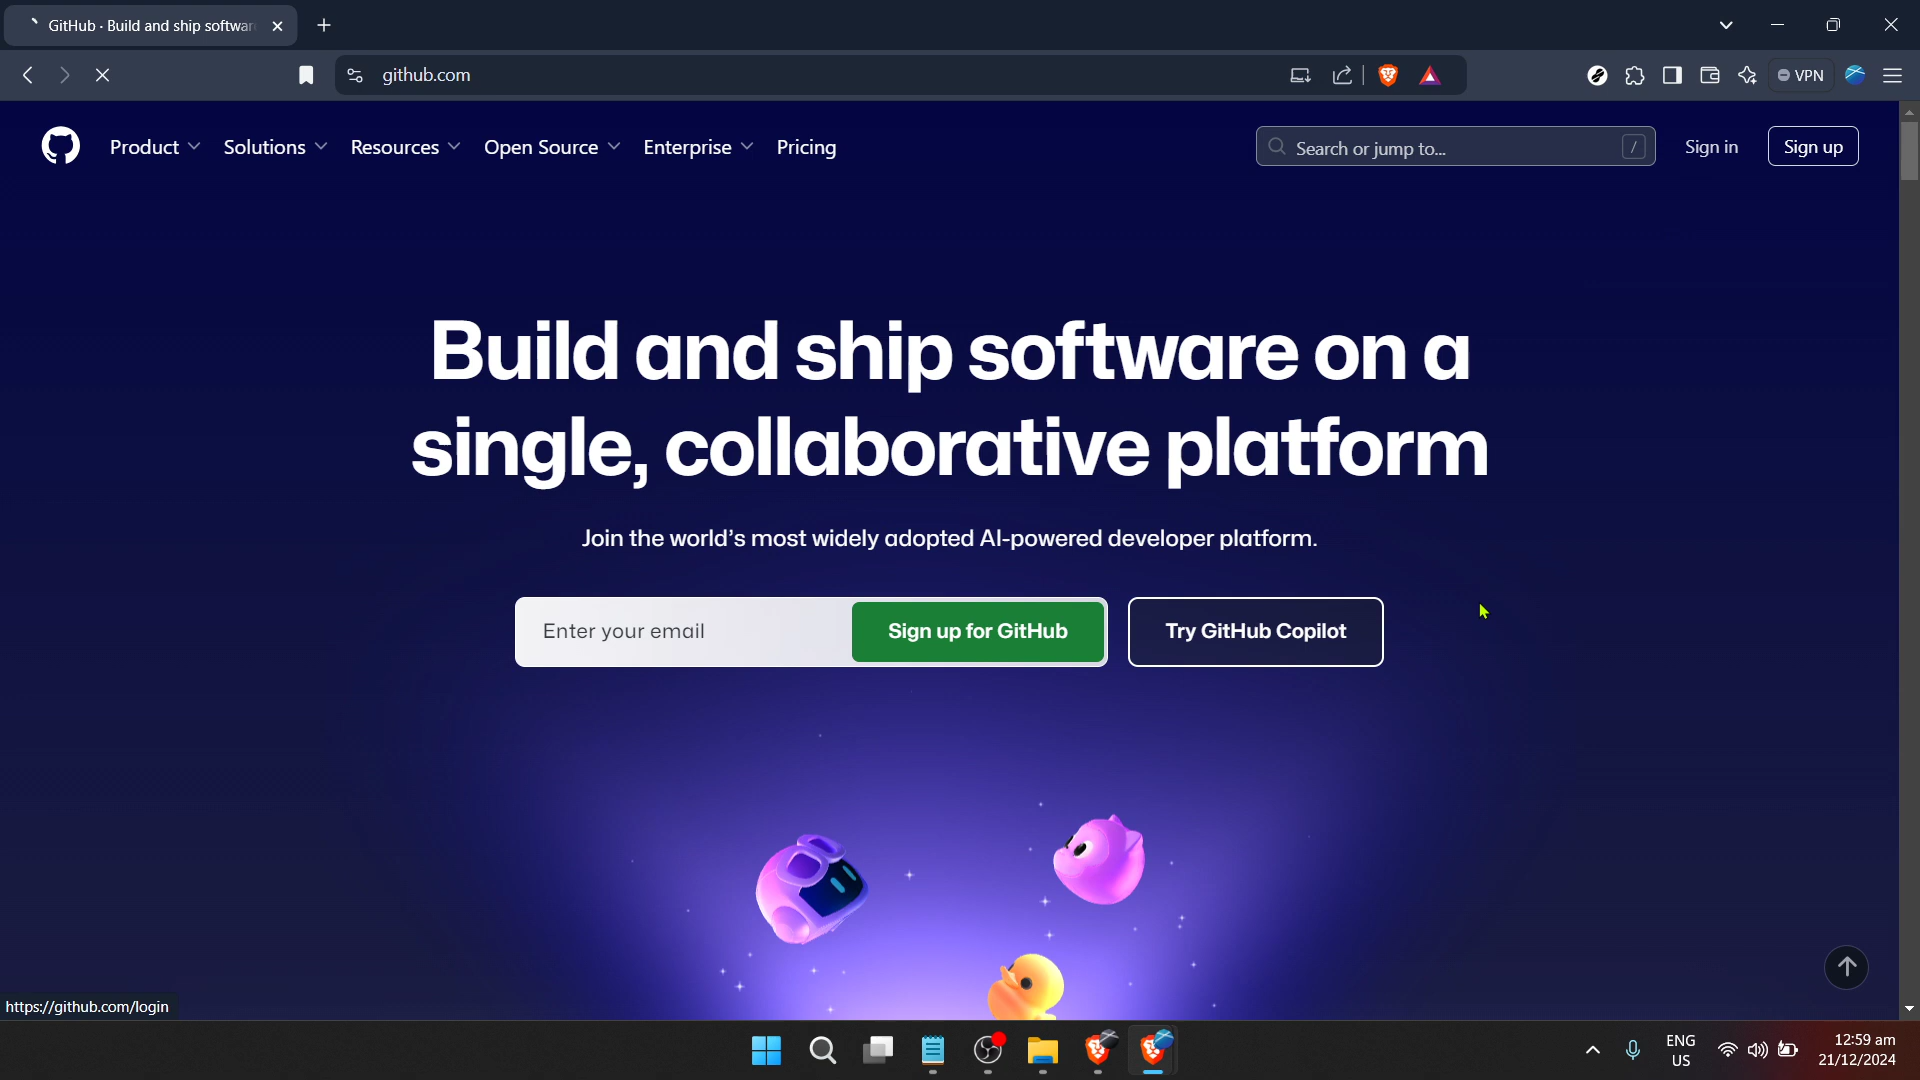 GitHub · Build and ship softwar
github.com
VPN
Product
Solutions
Resources
Open Source
Enterprise
Pricing
Search or jump to...
/
Sign in
Sign up
Build and ship software on a
single, collaborative platform
Join the world's most widely adopted AI-powered developer platform.
Enter your email
Sign up for GitHub
Try GitHub Copilot
https://github.com/login
ENG
US
12:59 am
21/12/2024